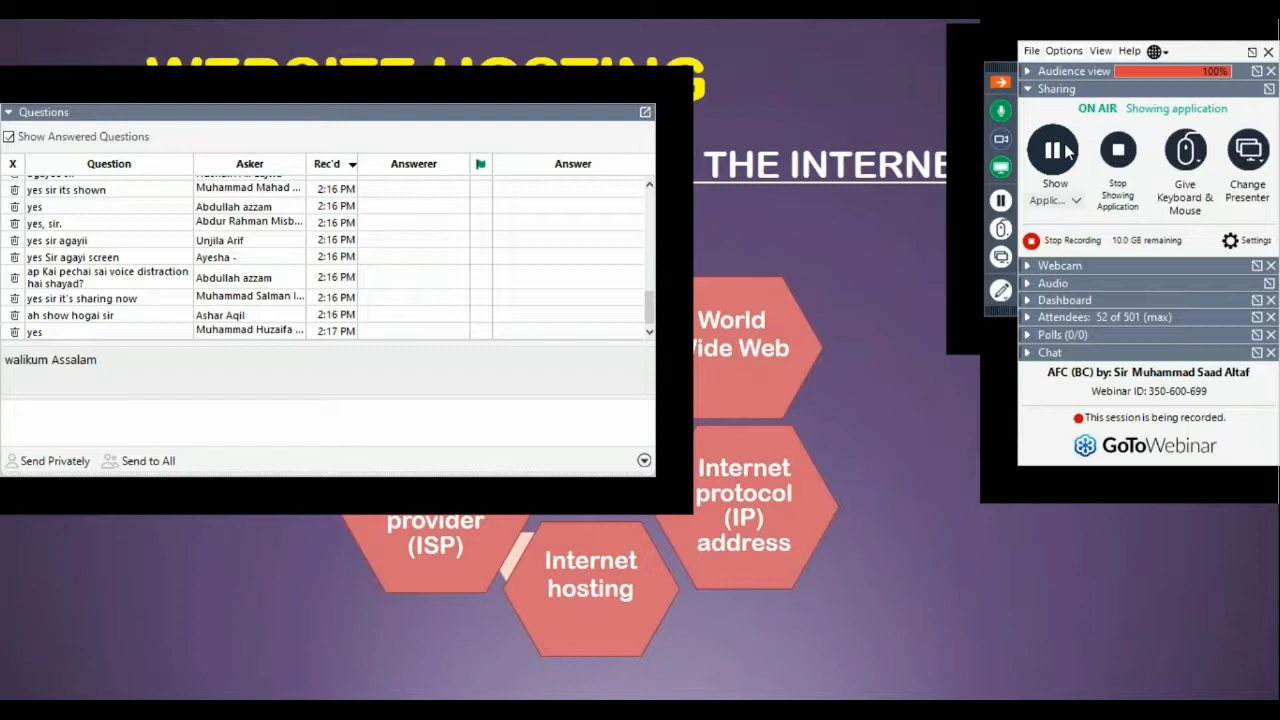 WEBSITE HOSTING
THE INTERNE
World
Wide Web
Internet
protocol
(IP)
address
provider
(ISP)
Internet
hosting
Questions
Show Answered Questions
X Question Asker Rec'd Answerer Answer
yes sir its shown Muhammad Mahad ... 2:16 PM
yes Abdullah azzam 2:16 PM
yes, sir. Abdur Rahman Misb... 2:16 PM
yes sir agayii Unjila Arif 2:16 PM
yes Sir agayi screen Ayesha - 2:16 PM
ap Kai pechai sai voice distraction
hai shayad? Abdullah azzam 2:16 PM
yes sir it's sharing now Muhammad Salman I... 2:16 PM
ah show hogai sir Ashar Aqil 2:16 PM
yes Muhammad Huzaifa ... 2:17 PM
walikum Assalam
Send Privately Send to All
File Options View Help
Audience view 100%
Sharing
ON AIR Showing application
Show
Applic...
Stop
Showing
Application
Give
Keyboard &
Mouse
Change
Presenter
Stop Recording 10.0 GB remaining Settings
Webcam
Audio
Dashboard
Attendees: 52 of 501 (max)
Polls (0/0)
Chat
AFC (BC) by: Sir Muhammad Saad Altaf
Webinar ID: 350-600-699
This session is being recorded.
GoToWebinar